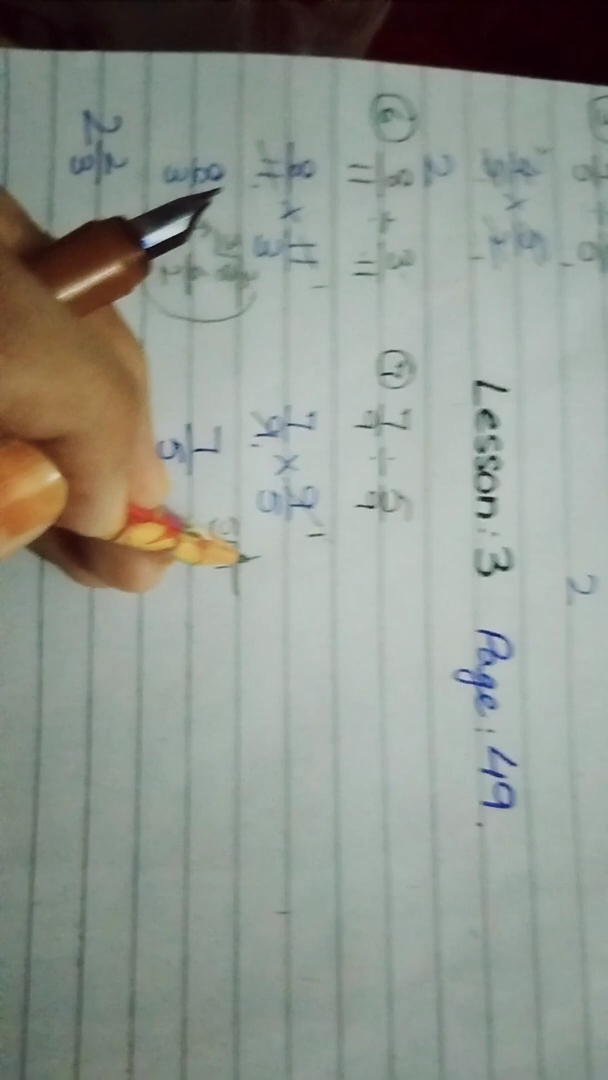 2
Lesson: 3 Page: 49.
2
⑥ 8/11 ÷ 3/11
8/11 × 11/3
8/3
2 2/3
⑦ 7/9 ÷ 5/9
7/9 × 9/5
7/5